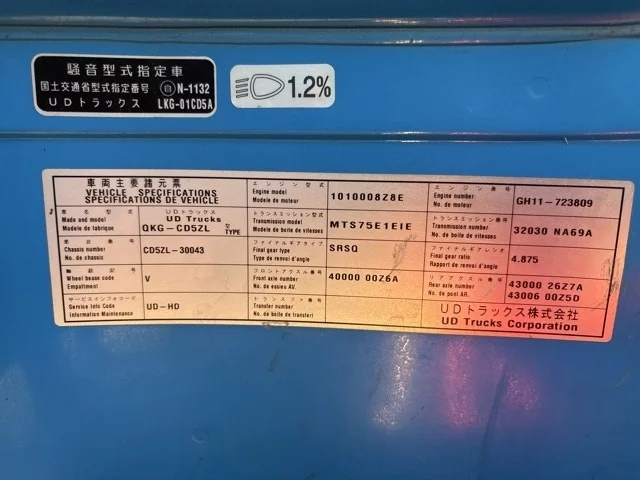 騒音型式指定車
国土交通省型式指定番号 自 N-1132
UDトラックス LKG-01CD5A
1.2%
車両主要諸元票
VEHICLE SPECIFICATIONS
SPECIFICATIONS DE VEHICLE
エンジン型式
Engine model
Modele de moteur
1010008Z8E
エンジン番号
Engine number
No. de moteur
GH11-723809
車名型式
Made and model
Modele de fabrique
UDトラックス
UD Trucks
QKG-CD5ZL 型 TYPE
トランスミッション型式
Transmission model
Modele de boite de vitesses
MTS75E1EIE
トランスミッション番号
Transmission number
No. de boite de vitesses
32030 NA69A
車台番号
Chassis number
No. chassis
CD5ZL-30043
ファイナルギアタイプ
Final gear type
Type de renvoi d'angle
SRSQ
ファイナルギアレシオ
Final gear ratio
Rapport de renvoi d'angle
4.875
軸距記号
Wheel base code
Empattement
V
フロントアクスル番号
Front axle number
No. de essieu AV.
40000 00Z6A
リアアクスル番号
Rear axle number
No. de pont AR.
43000 26Z7A
43006 00Z5D
サービスインフォコード
Service Info Code
Information Maintenance
UD-HD
トランスファ番号
Transfer number
No. de boite de transfert
UDトラックス株式会社
UD Trucks Corporation